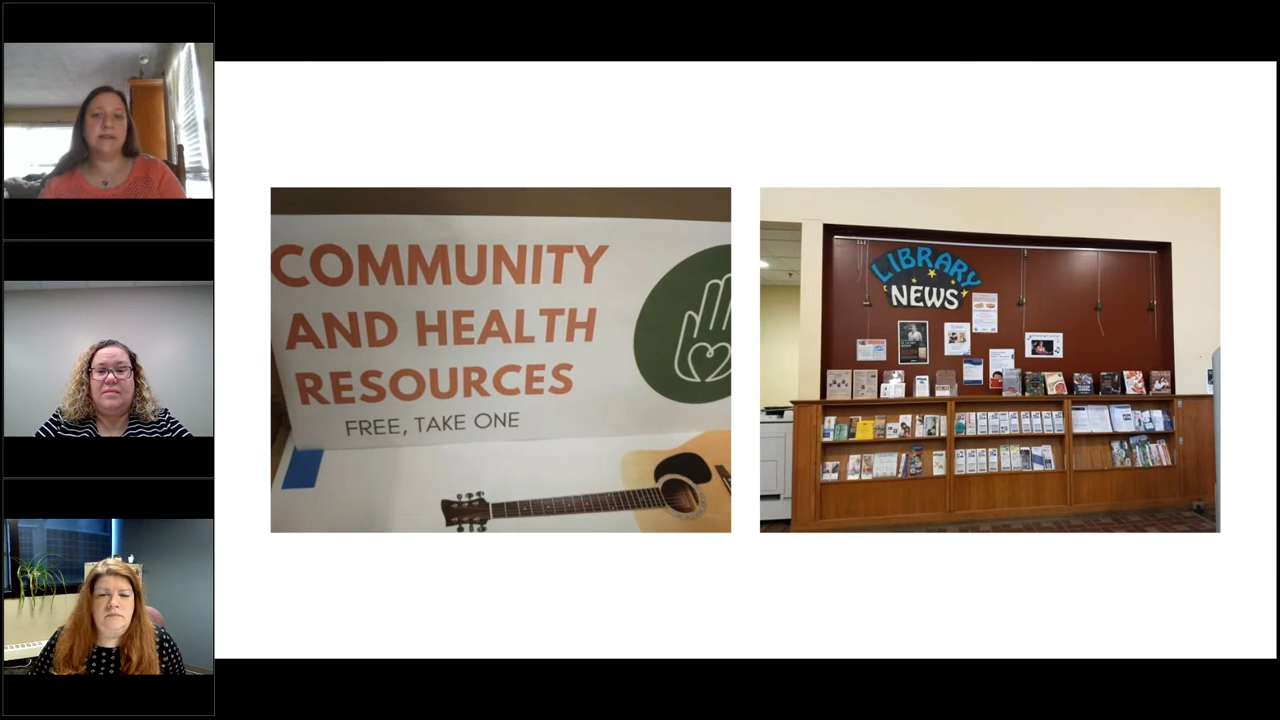 COMMUNITY
AND HEALTH
RESOURCES
FREE, TAKE ONE
LIBRARY
NEWS